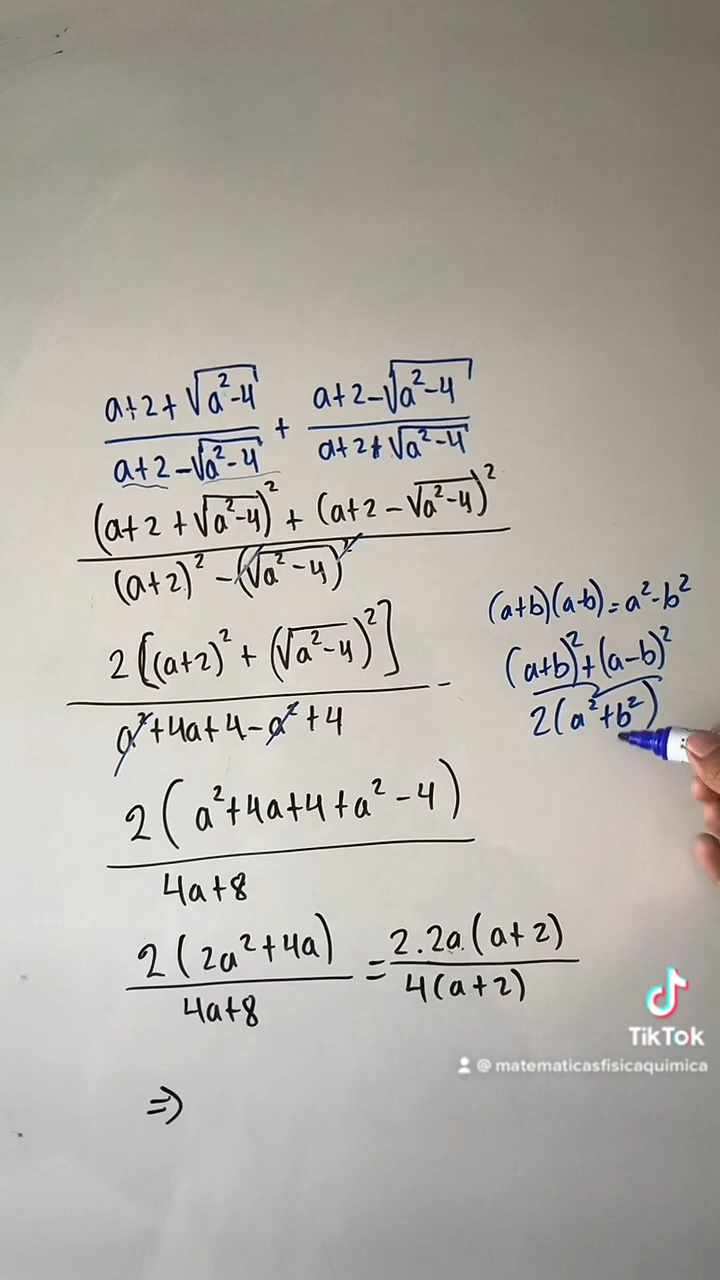 a+2+√a²-4 / a+2-√a²-4 + a+2-√a²-4 / a+2+√a²-4
(a+2+√a²-4)² + (a+2-√a²-4)² / (a+2)² - (√a²-4)²
(a+b)(a-b)=a²-b²
(a+b)²+(a-b)²
2(a²+b²)
2[(a+2)² + (√a²-4)²] / a²+4a+4-a²+4 -
2(a²+4a+4+a²-4) / 4a+8
2(2a²+4a) / 4a+8 = 2.2a.(a+2) / 4(a+2)
⇒
TikTok
@matematicasfisicaquimica